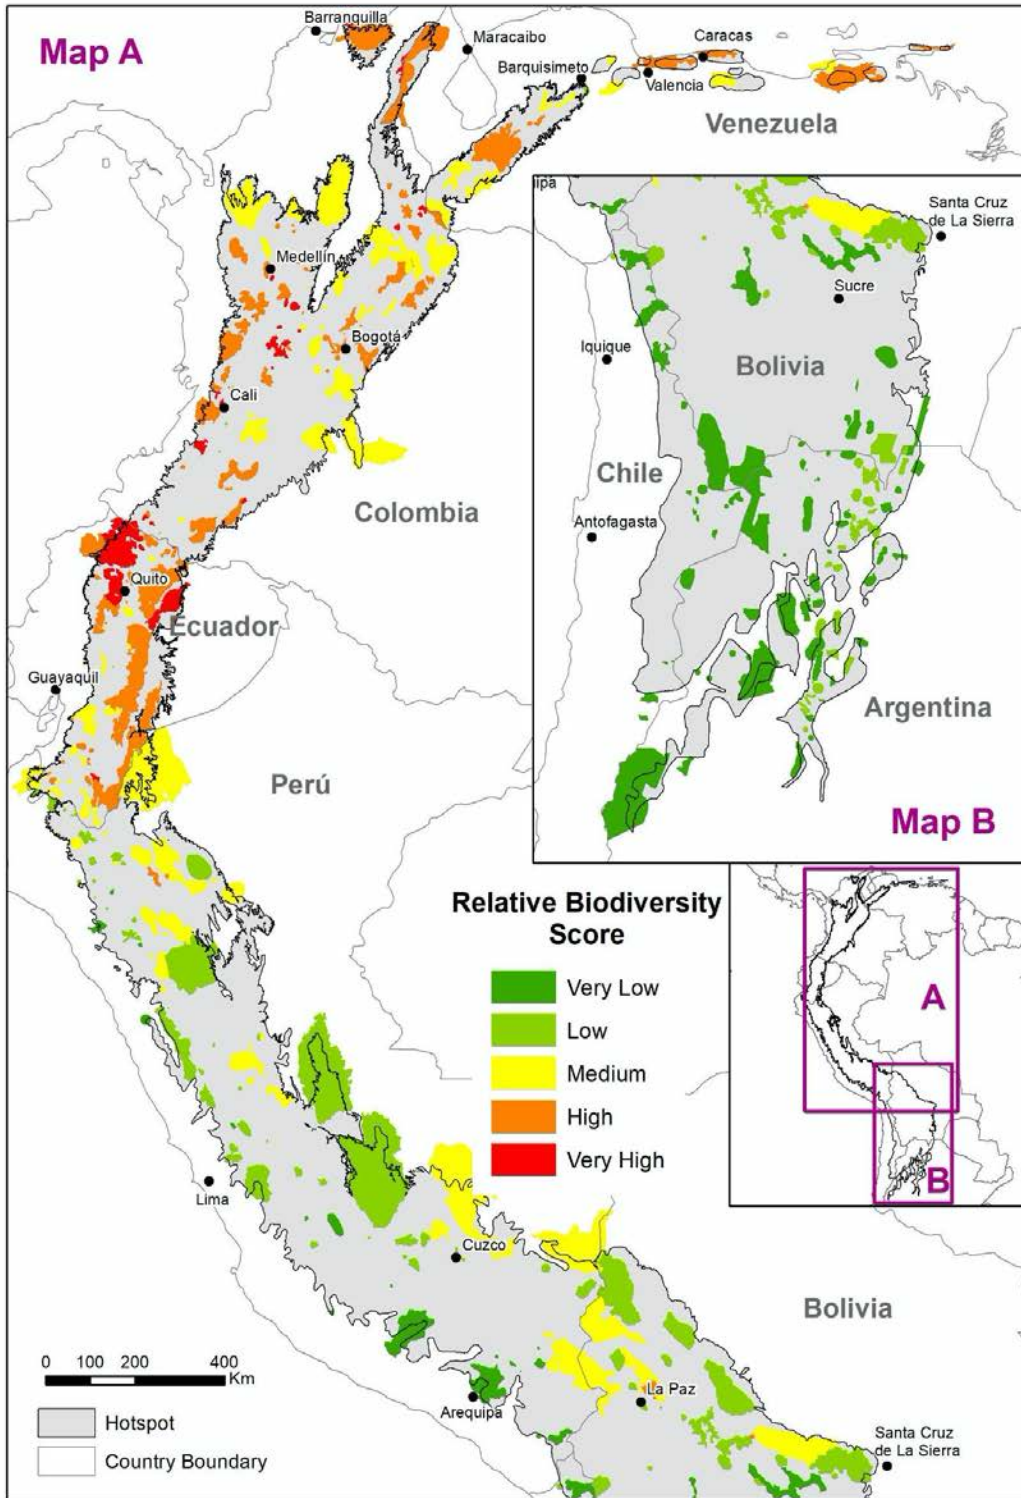 Map A
Barranquilla
Maracaibo
Caracas
Barquisimeto
Valencia
Venezuela
Medellín
Bogotá
Cali
Colombia
Quito
Ecuador
Guayaquil
Perú
Lima
Cuzco
Arequipa
La Paz
Bolivia
Santa Cruz
de La Sierra
ipa
Santa Cruz
de La Sierra
Sucre
Iquique
Bolivia
Chile
Antofagasta
Argentina
Map B
Relative Biodiversity
Score
Very Low
Low
Medium
High
Very High
A
B
0 100 200 400
Km
Hotspot
Country Boundary